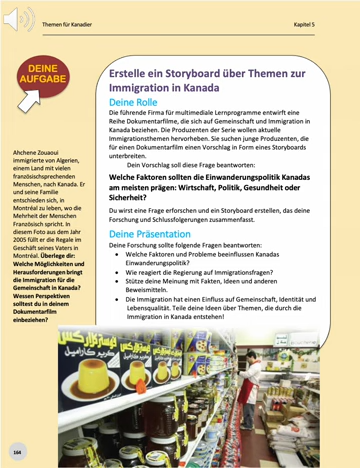 Themen für Kanadier
Kapitel 5
DEINE
AUFGABE
Erstelle ein Storyboard über Themen zur
Immigration in Kanada
Deine Rolle
Die führende Firma für multimediale Lernprogramme entwirft eine
Reihe Dokumentarfilme, die sich auf Gemeinschaft und Immigration in
Kanada beziehen. Die Produzenten der Serie wollen aktuelle
Immigrationsthemen hervorheben. Sie suchen junge Produzenten, die
für einen Dokumentarfilm einen Vorschlag in Form eines Storyboards
unterbreiten.
Dein Vorschlag soll diese Frage beantworten:
Welche Faktoren sollten die Einwanderungspolitik Kanadas
am meisten prägen: Wirtschaft, Politik, Gesundheit oder
Sicherheit?
Du wirst eine Frage erforschen und ein Storyboard erstellen, das deine
Forschung und Schlussfolgerungen zusammenfasst.
Deine Präsentation
Deine Forschung sollte folgende Fragen beantworten:
• Welche Faktoren und Probleme beeinflussen Kanadas
Einwanderungspolitik?
• Wie reagiert die Regierung auf Immigrationsfragen?
• Stütze deine Meinung mit Fakten, Ideen und anderen
Beweismitteln.
• Die Immigration hat einen Einfluss auf Gemeinschaft, Identität und
Lebensqualität. Teile deine Ideen über Themen, die durch die
Immigration in Kanada entstehen!
Ahchene Zouaoui
immigrierte von Algerien,
einem Land mit vielen
französischsprechenden
Menschen, nach Kanada. Er
und seine Familie
entschieden sich, in
Montréal zu leben, wo die
Mehrheit der Menschen
Französisch spricht. In
diesem Foto aus dem Jahr
2005 füllt er die Regale im
Geschäft seines Vaters in
Montréal. Überlege dir:
Welche Möglichkeiten und
Herausforderungen bringt
die Immigration für die
Gemeinschaft in Kanada?
Wessen Perspektiven
solltest du in deinem
Dokumentarfilm
einbeziehen?
كريم كراميل
164